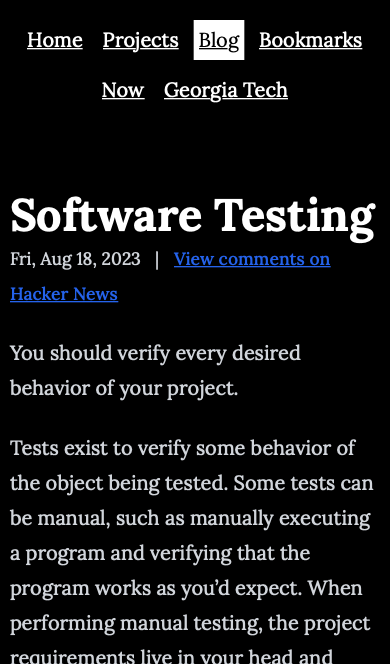 Home Projects Blog Bookmarks
Now Georgia Tech
Software Testing
Fri, Aug 18, 2023 | View comments on
Hacker News
You should verify every desired
behavior of your project.
Tests exist to verify some behavior of
the object being tested. Some tests can
be manual, such as manually executing
a program and verifying that the
program works as you’d expect. When
performing manual testing, the project
requirements live in your head and